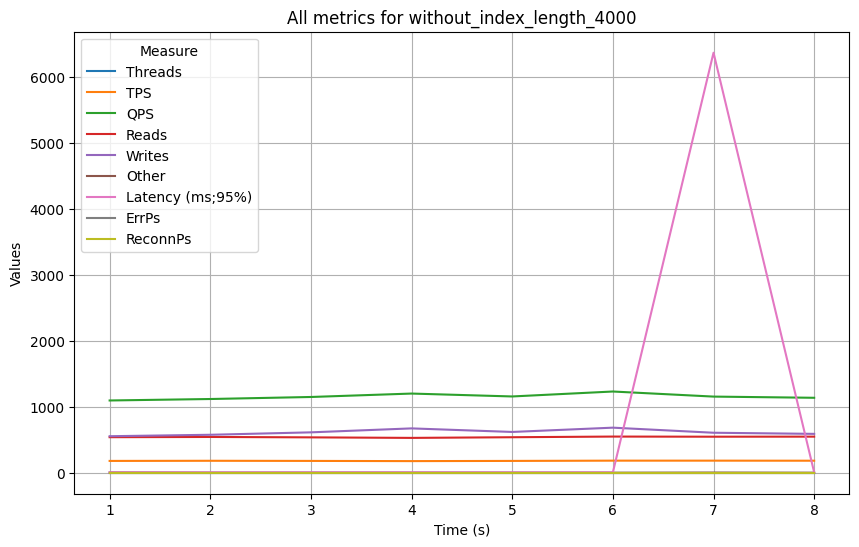 All metrics for without_index_length_4000
Measure
Threads
TPS
QPS
Reads
Writes
Other
Latency (ms;95%)
ErrPs
ReconnPs
Values
6000
5000
4000
3000
2000
1000
0
1 2 3 4 5 6 7 8
Time (s)